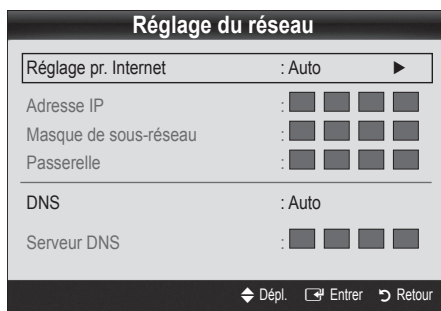 Réglage du réseau
Réglage pr. Internet : Auto ►
Adresse IP :
Masque de sous-réseau :
Passerelle :
DNS : Auto
Serveur DNS :
Dépl. Entrer Retour